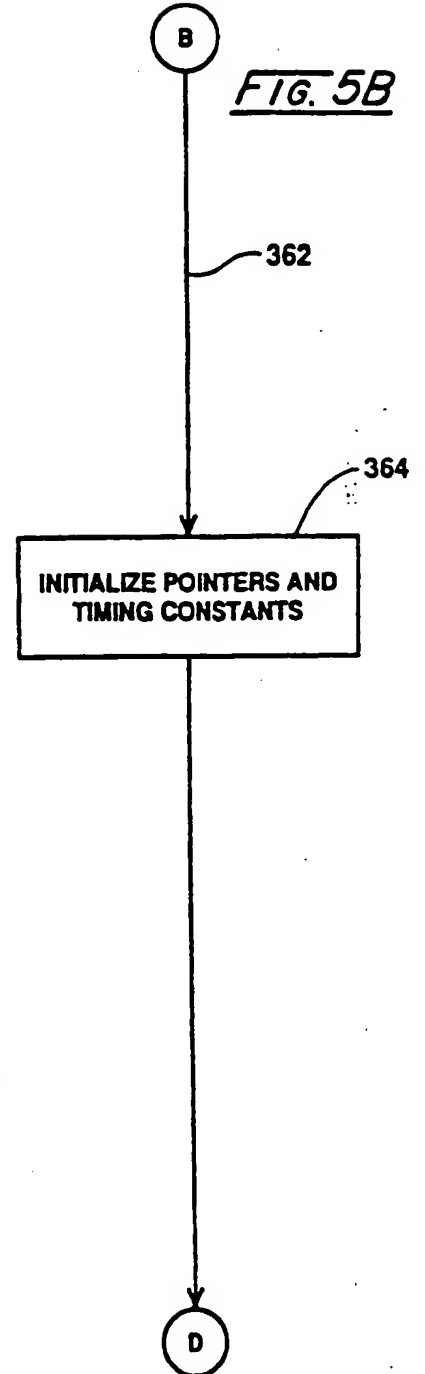 B
FIG. 5B
362
364
INITIALIZE POINTERS AND
TIMING CONSTANTS
D